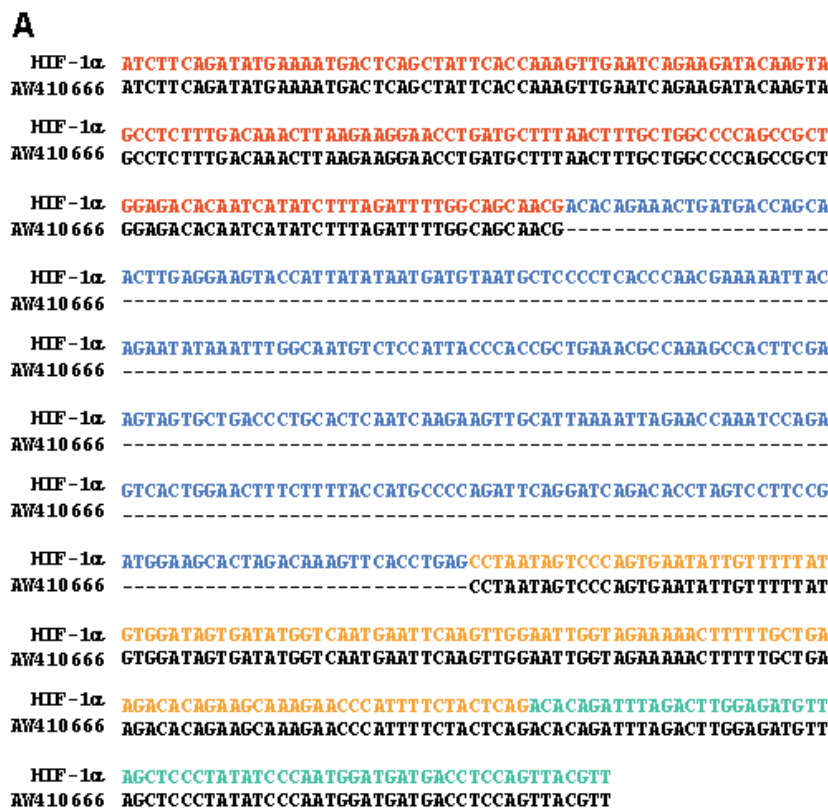 A
HIF-1α ATCTTCAGATATGAAAATGACTCAGCTATTCACCAAAGTTGAATCAGAAGATACAAGTA
AW410666 ATCTTCAGATATGAAAATGACTCAGCTATTCACCAAAGTTGAATCAGAAGATACAAGTA
HIF-1α GCCTCTTTGACAAACTTAAGAAGGAACCTGATGCTTTAACTTTGCTGGCCCCAGCCGCT
AW410666 GCCTCTTTGACAAACTTAAGAAGGAACCTGATGCTTTAACTTTGCTGGCCCCAGCCGCT
HIF-1α GGAGACACAATCATATCTTTAGATTTTGGCAGCAACGACACAGAAACTGATGACCAGCA
AW410666 GGAGACACAATCATATCTTTAGATTTTGGCAGCAACG----------------------
HIF-1α ACTTGAGGAAGTACCATTATATAATGATGTAATGCTCCCCTCACCCAACGAAAAATTAC
AW410666 -----------------------------------------------------------
HIF-1α AGAATATAAATTTGGCAATGTCTCCATTACCCACCGCTGAAACGCCAAAGCCACTTCGA
AW410666 -----------------------------------------------------------
HIF-1α AGTAGTGCTGACCCTGCACTCAATCAAGAAGTTGCATTAAAATTAGAACCAAATCCAGA
AW410666 -----------------------------------------------------------
HIF-1α GTCACTGGAACTTTCTTTTACCATGCCCCAGATTCAGGATCAGACACCTAGTCCTTCCG
AW410666 -----------------------------------------------------------
HIF-1α ATGGAAGCACTAGACAAAGTTCACCTGAGCCTAATAGTCCCAGTGAATATTGTTTTTAT
AW410666 -----------------------------CCTAATAGTCCCAGTGAATATTGTTTTTAT
HIF-1α GTGGATAGTGATATGGTCAATGAATTCAAGTTGGAATTGGTAGAAAAACTTTTTGCTGA
AW410666 GTGGATAGTGATATGGTCAATGAATTCAAGTTGGAATTGGTAGAAAAACTTTTTGCTGA
HIF-1α AGACACAGAAGCAAAGAACCCATTTTCTACTCAGACACAGATTTAGACTTGGAGATGTT
AW410666 AGACACAGAAGCAAAGAACCCATTTTCTACTCAGACACAGATTTAGACTTGGAGATGTT
HIF-1α AGCTCCCTATATCCCAATGGATGATGACCTCCAGTTACGTT
AW410666 AGCTCCCTATATCCCAATGGATGATGACCTCCAGTTACGTT